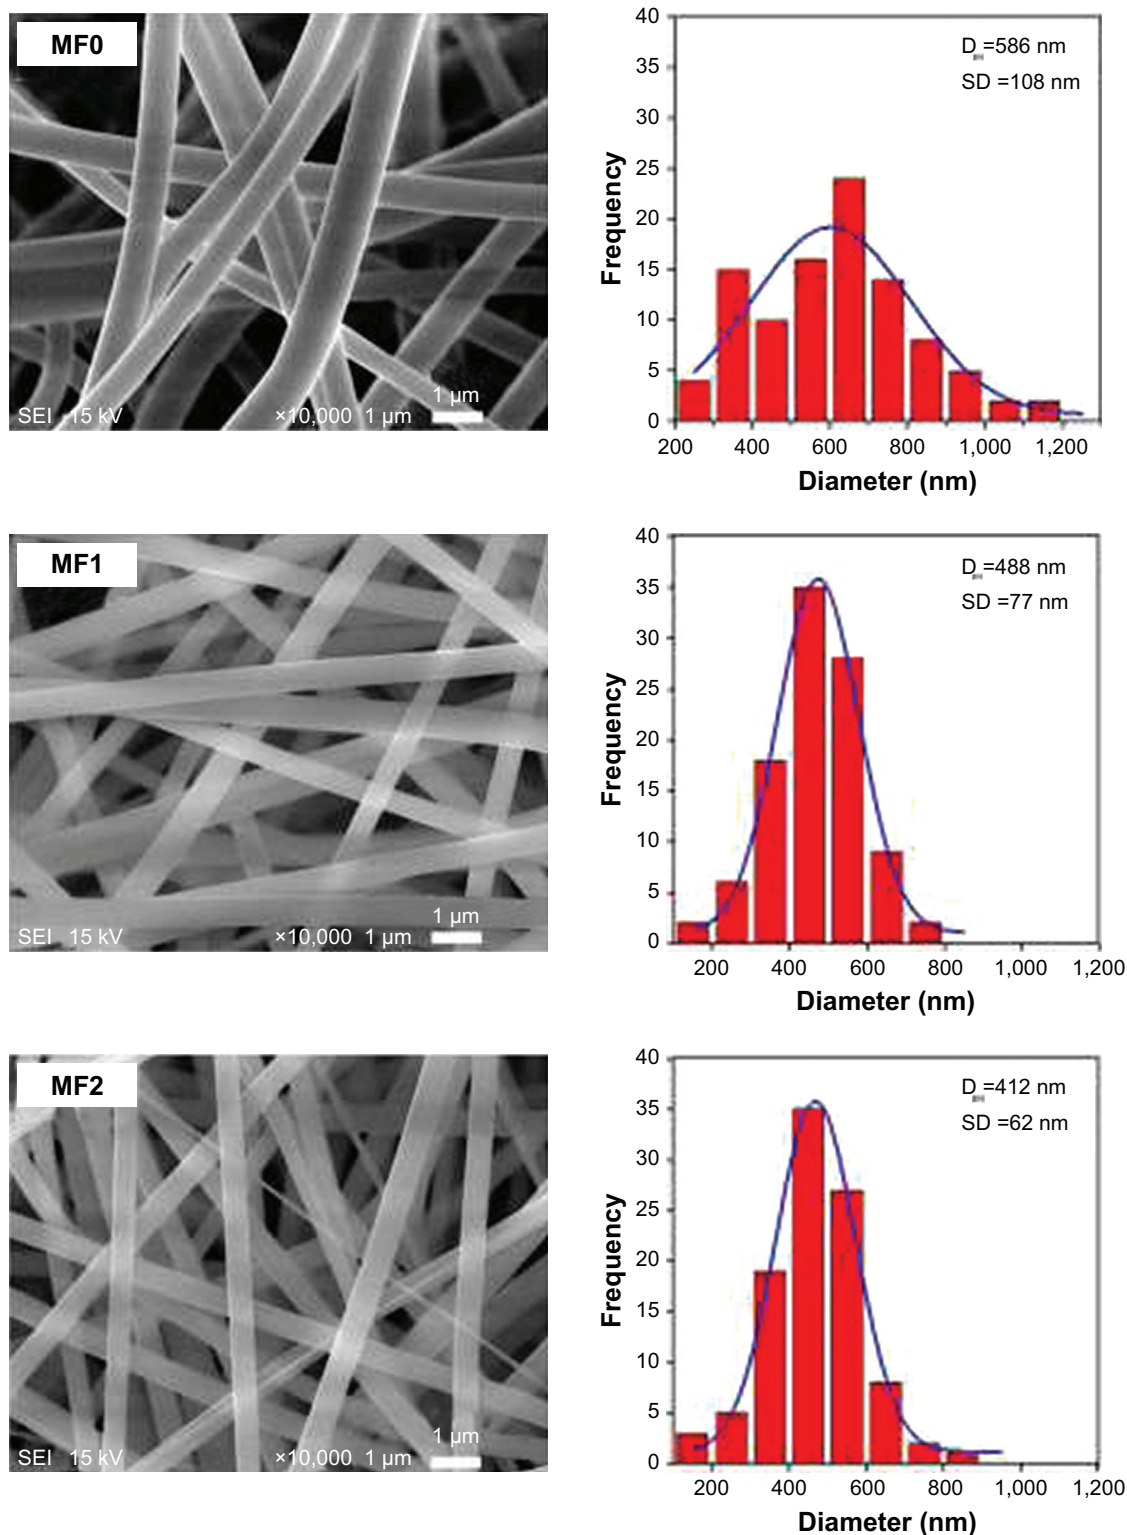 MF0
SEI 15 kV ×10,000 1 µm
1 µm
40
35
30
25
20
15
10
5
0
Frequency
D =586 nm
SD =108 nm
200 400 600 800 1,000 1,200
Diameter (nm)
MF1
SEI 15 kV ×10,000 1 µm
1 µm
40
35
30
25
20
15
10
5
0
Frequency
D =488 nm
SD =77 nm
200 400 600 800 1,000 1,200
Diameter (nm)
MF2
SEI 15 kV ×10,000 1 µm
1 µm
40
35
30
25
20
15
10
5
0
Frequency
D =412 nm
SD =62 nm
200 400 600 800 1,000 1,200
Diameter (nm)